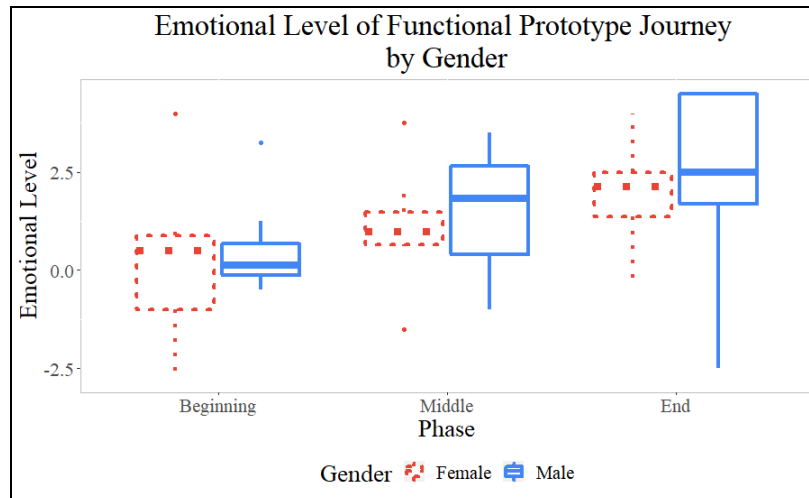 Emotional Level of Functional Prototype Journey
by Gender
Emotional Level
2.5
0.0
-2.5
Beginning
Middle
End
Phase
Gender
Female
Male